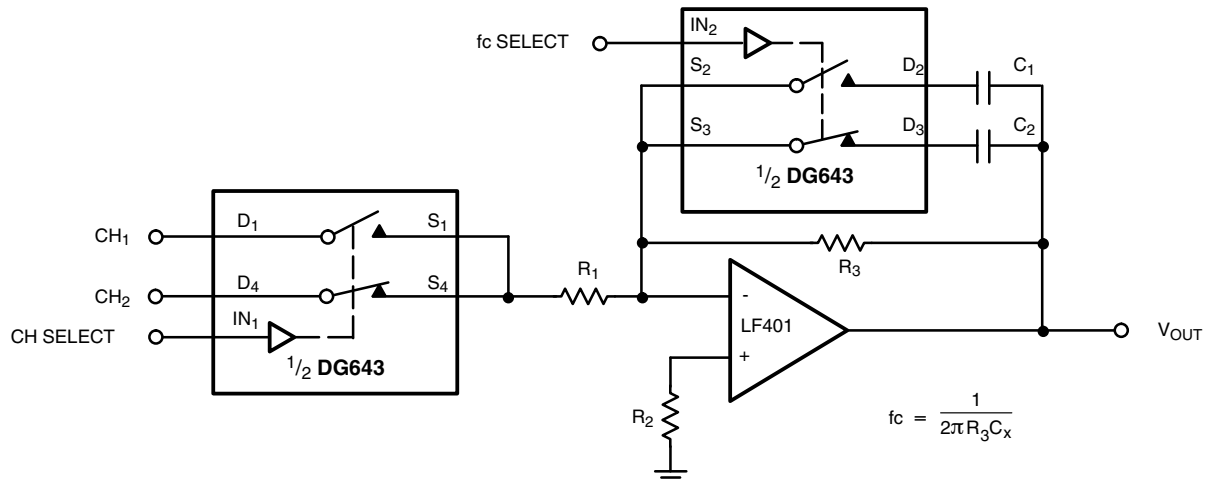 fc SELECT
IN₂
S₂
D₂
C₁
S₃
D₃
C₂
1/2 DG643
CH₁
D₁
S₁
R₃
R₁
CH₂
D₄
S₄
-
LF401
IN₁
CH SELECT
VOUT
+
1/2 DG643
R₂
fc = 1 / 2πR₃Cₓ